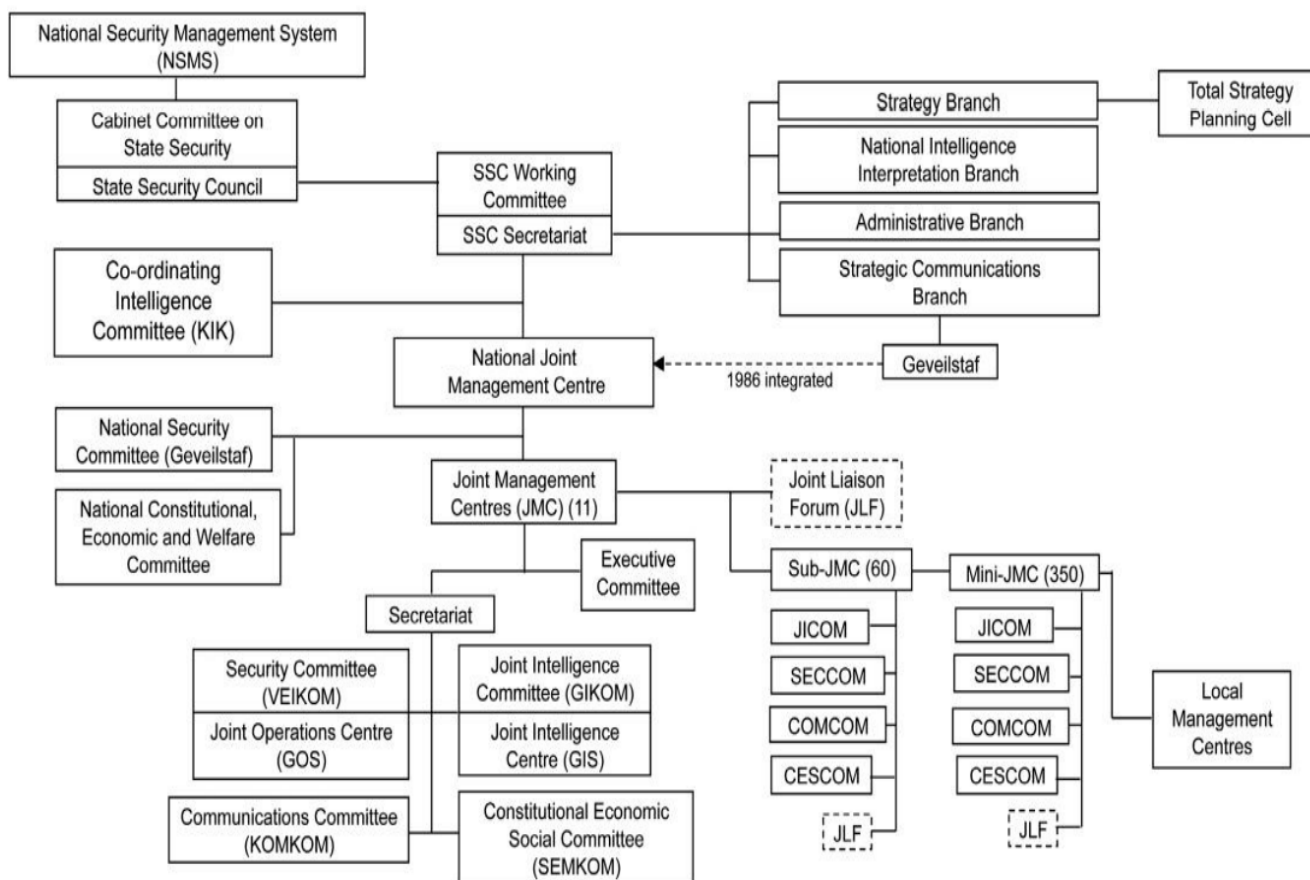 National Security Management System
(NSMS)
Cabinet Committee on
State Security
State Security Council
SSC Working
Committee
SSC Secretariat
Strategy Branch
Total Strategy
Planning Cell
National Intelligence
Interpretation Branch
Administrative Branch
Strategic Communications
Branch
Geveilstaf
Co-ordinating
Intelligence
Committee (KIK)
National Joint
Management Centre
1986 integrated
National Security
Committee (Geveilstaf)
National Constitutional,
Economic and Welfare
Committee
Joint Management
Centres (JMC) (11)
Joint Liaison
Forum (JLF)
Executive
Committee
Secretariat
Security Committee
(VEIKOM)
Joint Operations Centre
(GOS)
Joint Intelligence
Committee (GIKOM)
Joint Intelligence
Centre (GIS)
Communications Committee
(KOMKOM)
Constitutional Economic
Social Committee
(SEMKOM)
Sub-JMC (60)
JICOM
SECCOM
COMCOM
CESCOM
JLF
Mini-JMC (350)
JICOM
SECCOM
COMCOM
CESCOM
JLF
Local
Management
Centres